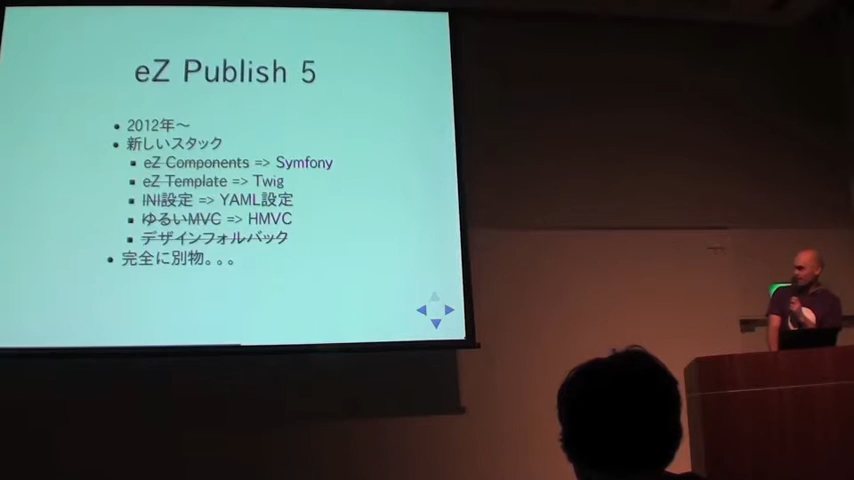 eZ Publish 5
2012年〜
新しいスタック
eZ Components => Symfony
eZ Template => Twig
INI設定 => YAML設定
ゆるいMVC => HMVC
デザインフォルバック
完全に別物。。。